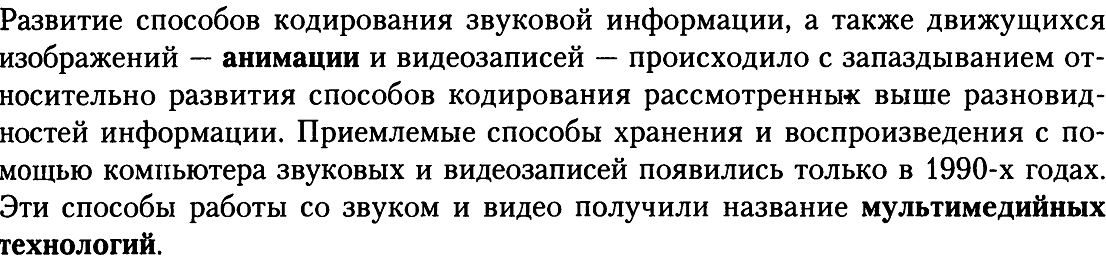 Развитие способов кодирования звуковой информации, а также движущихся
изображений — анимации и видеозаписей — происходило с запаздыванием от-
носительно развития способов кодирования рассмотренных выше разновид-
ностей информации. Приемлемые способы хранения и воспроизведения с по-
мощью компьютера звуковых и видеозаписей появились только в 1990-х годах.
Эти способы работы со звуком и видео получили название мультимедийных
технологий.